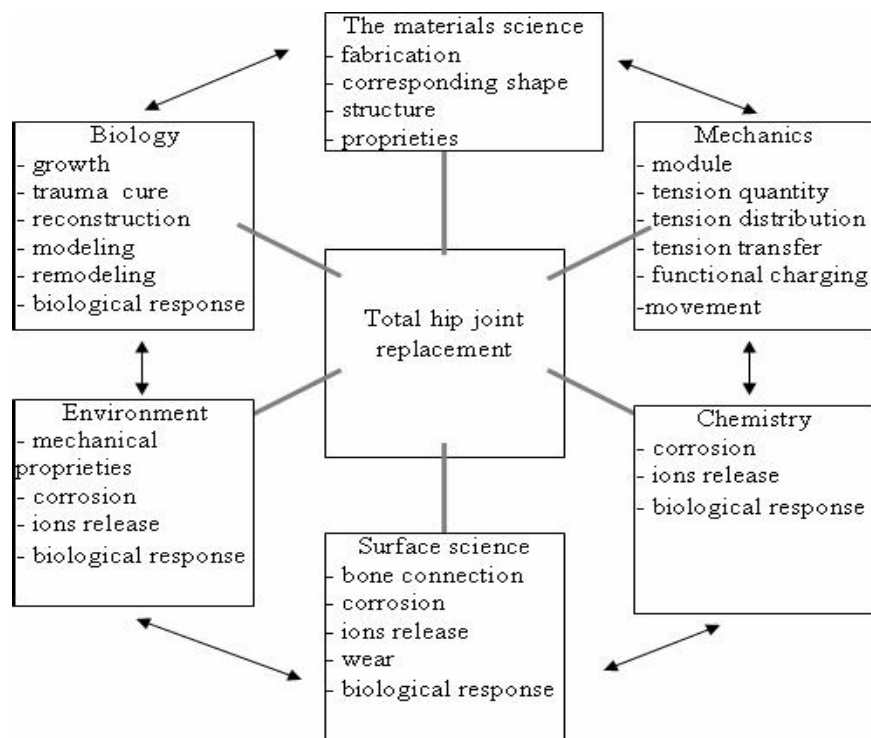 The materials science
- fabrication
- corresponding shape
- structure
- proprieties
Biology
- growth
- trauma cure
- reconstruction
- modeling
- remodeling
- biological response
Mechanics
- module
- tension quantity
- tension distribution
- tension transfer
- functional charging
-movement
Total hip joint
replacement
Environment
- mechanical
proprieties
- corrosion
- ions release
- biological response
Chemistry
- corrosion
- ions release
- biological response
Surface science
- bone connection
- corrosion
- ions release
- wear
- biological response